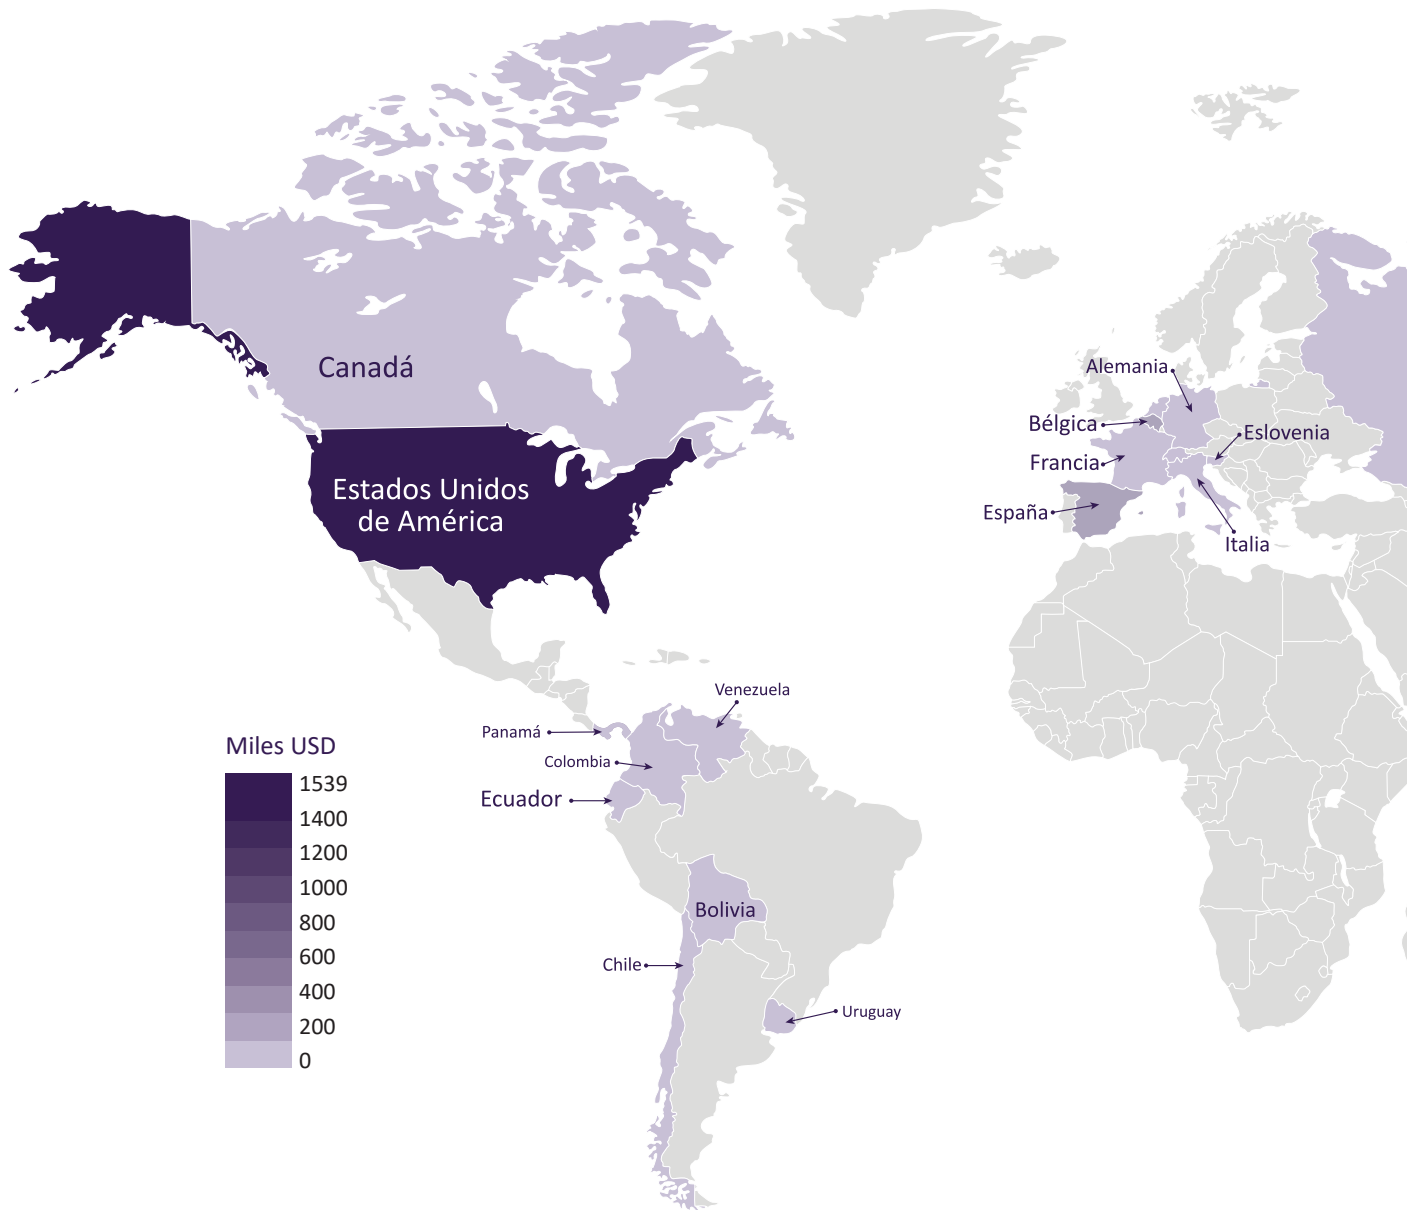 Canadá
Estados Unidos
de América
Alemania
Bélgica
Eslovenia
Francia
España
Italia
Venezuela
Panamá
Colombia
Ecuador
Bolivia
Chile
Uruguay
Miles USD
1539
1400
1200
1000
800
600
400
200
0